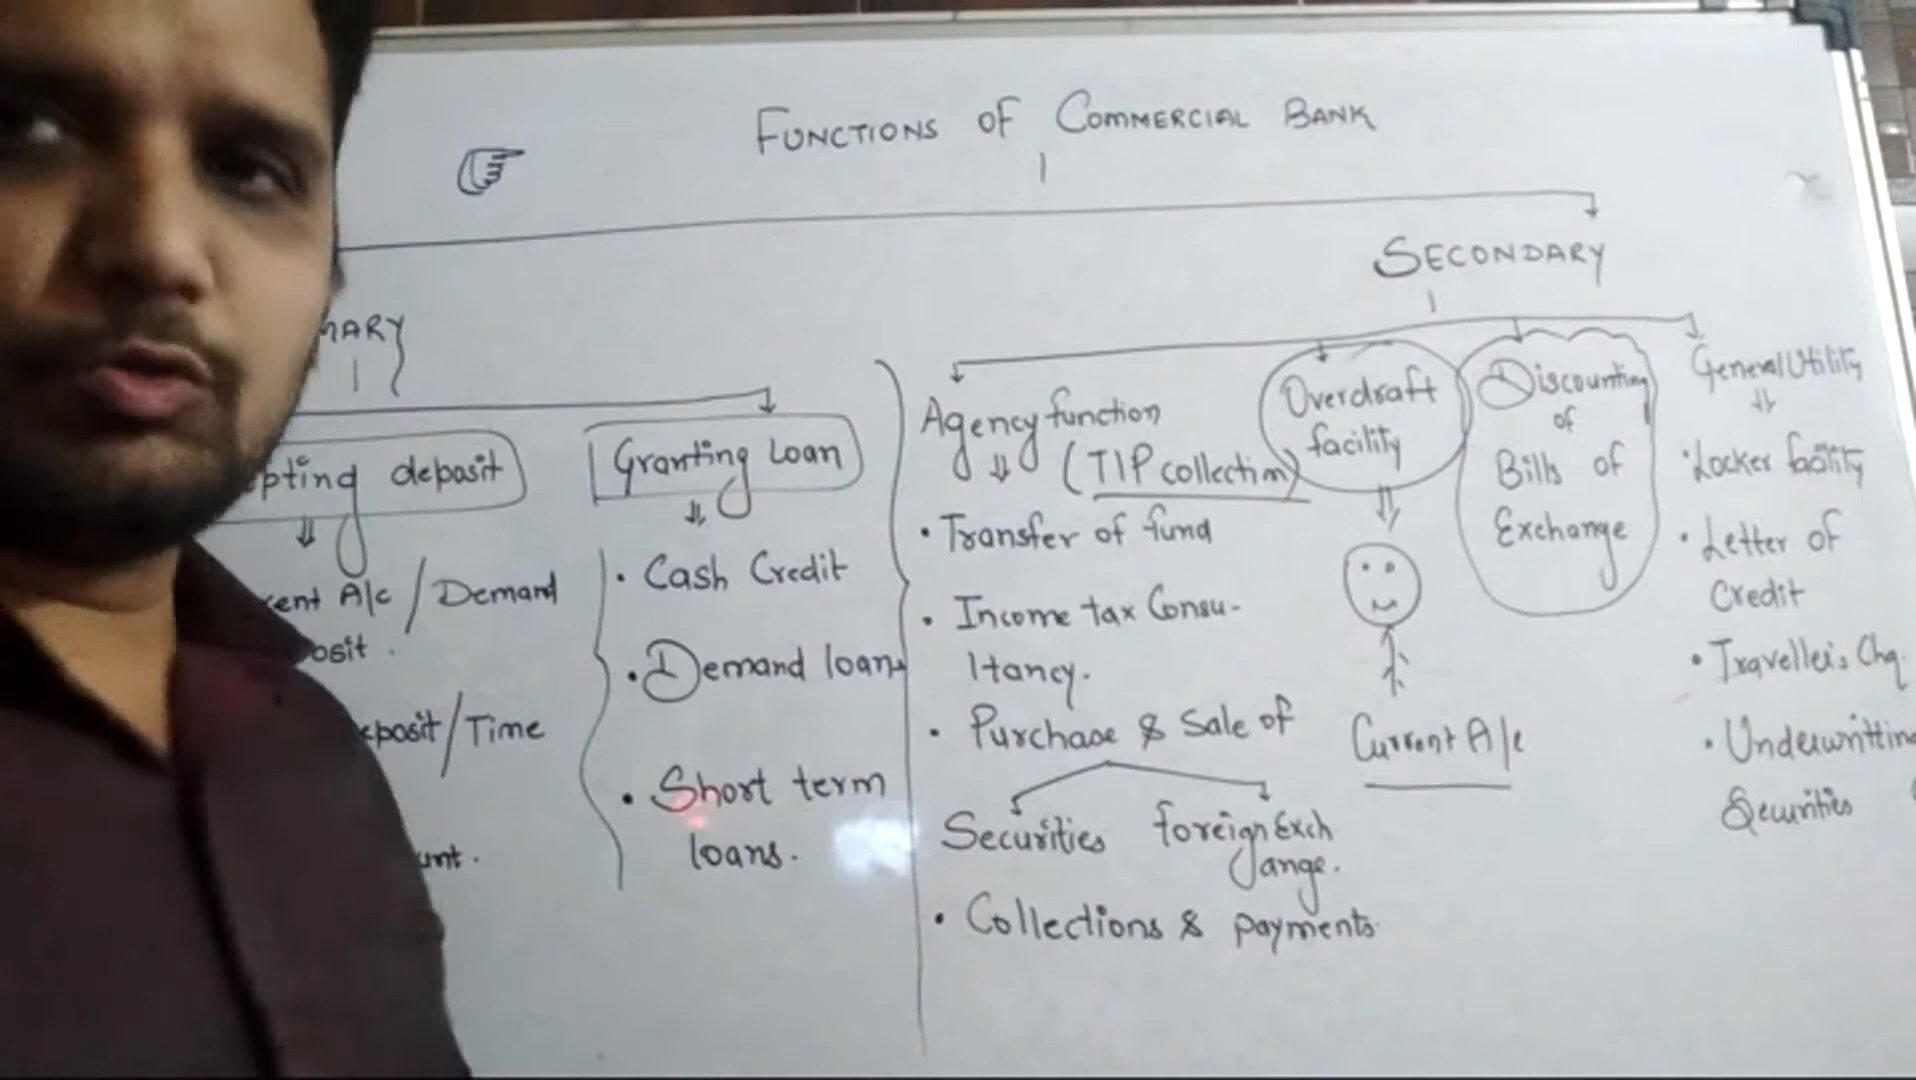 FUNCTIONS OF COMMERCIAL BANK
SECONDARY
MARY
pting deposit
ent A/c / Demand
osit.
eposit / Time
unt.
Granting Loan
• Cash Credit
• Demand loans
• Short term
loans.
Agency function
(TIP collection)
• Transfer of fund
• Income tax Consu-
ltancy.
• Purchase & Sale of
Securities foreign Exch
ange.
• Collections & payments.
Overdraft
facility
Current A/c
Discounting
of
Bills of
Exchange
General Utility
• Locker facility
• Letter of
Credit
• Traveller's Chq.
• Underwritting
Securities